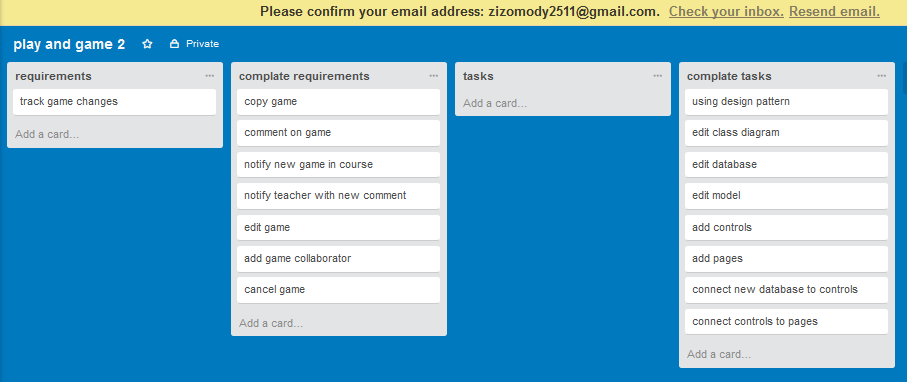 Please confirm your email address: zizomody2511@gmail.com. Check your inbox. Resend email.
play and game 2 Private
requirements
track game changes
Add a card...
complate requirements
copy game
comment on game
notify new game in course
notify teacher with new comment
edit game
add game collaborator
cancel game
Add a card...
tasks
Add a card...
complate tasks
using design pattern
edit class diagram
edit database
edit model
add controls
add pages
connect new database to controls
connect controls to pages
Add a card...